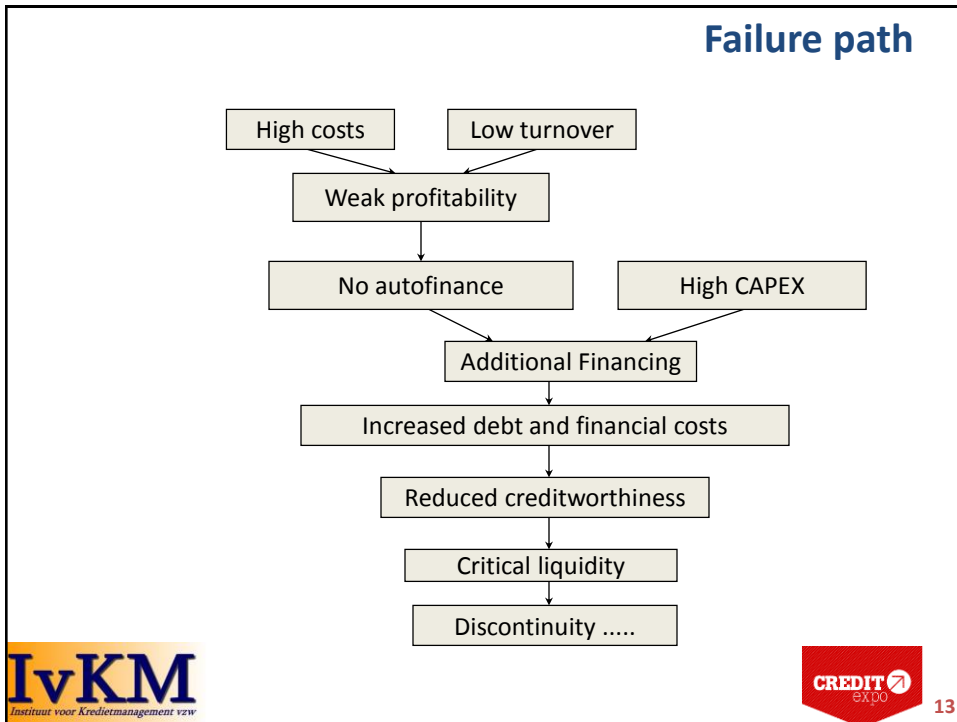 Failure path
High costs
Low turnover
Weak profitability
No autofinance
High CAPEX
Additional Financing
Increased debt and financial costs
Reduced creditworthiness
Critical liquidity
Discontinuity .....
IvKM
Instituut voor Kredietmanagement vzw
CREDIT
expo
13